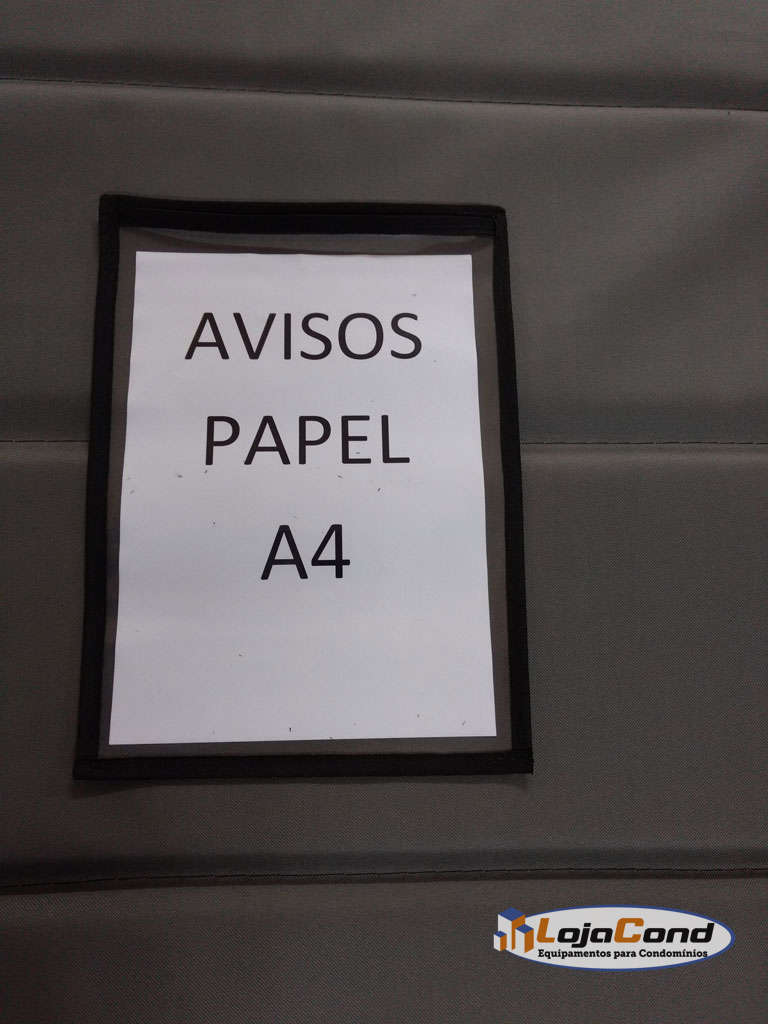 AVISOS
PAPEL
A4
LojaCond
Equipamentos para Condomínios